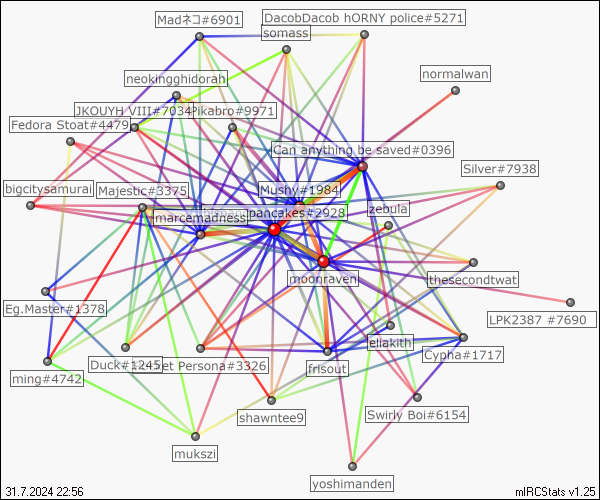 Madネコ#6901
DacobDacob hORNY police#5271
somass
neokingghidorah
normalwan
JKOUYH VIII#7034
Pikabro#9971
Fedora Stoat#4479
Can anything be saved#0396
Silver#7938
bigcitysamurai
Majestic#3375
Mushy#1984
marcemadness
pancakes#2928
zebula
moonraven
thesecondtwat
Eg.Master#1378
LPK2387 #7690
eliakith
Duck#1245
et Persona#3326
frisout
Cypha#1717
ming#4742
shawntee9
Swirly Boi#6154
mukszi
yoshimanden
31.7.2024 22:56
mIRCStats v1.25